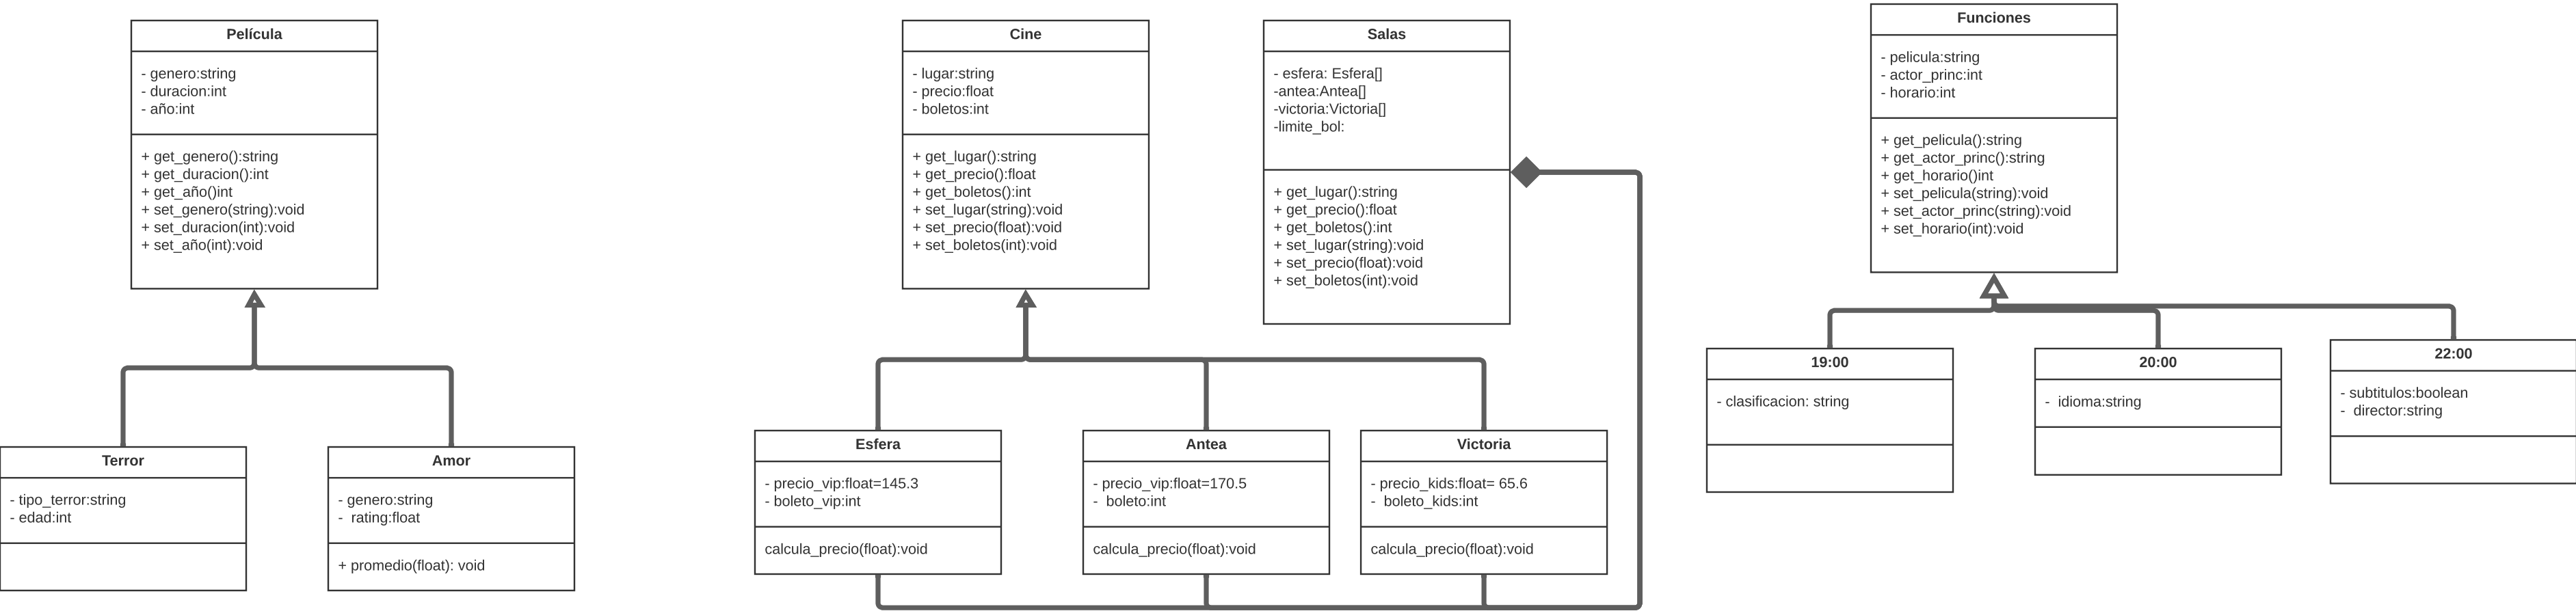 Película
- genero:string
- duracion:int
- año:int
+ get_genero():string
+ get_duracion():int
+ get_año()int
+ set_genero(string):void
+ set_duracion(int):void
+ set_año(int):void
Terror
- tipo_terror:string
- edad:int
Amor
- genero:string
-  rating:float
+ promedio(float): void
Cine
- lugar:string
- precio:float
- boletos:int
+ get_lugar():string
+ get_precio():float
+ get_boletos():int
+ set_lugar(string):void
+ set_precio(float):void
+ set_boletos(int):void
Salas
- esfera: Esfera[]
-antea:Antea[]
-victoria:Victoria[]
-limite_bol:
+ get_lugar():string
+ get_precio():float
+ get_boletos():int
+ set_lugar(string):void
+ set_precio(float):void
+ set_boletos(int):void
Esfera
- precio_vip:float=145.3
- boleto_vip:int
calcula_precio(float):void
Antea
- precio_vip:float=170.5
-  boleto:int
calcula_precio(float):void
Victoria
- precio_kids:float= 65.6
-  boleto_kids:int
calcula_precio(float):void
Funciones
- pelicula:string
- actor_princ:int
- horario:int
+ get_pelicula():string
+ get_actor_princ():string
+ get_horario()int
+ set_pelicula(string):void
+ set_actor_princ(string):void
+ set_horario(int):void
19:00
- clasificacion: string
20:00
-  idioma:string
22:00
- subtitulos:boolean
-  director:string